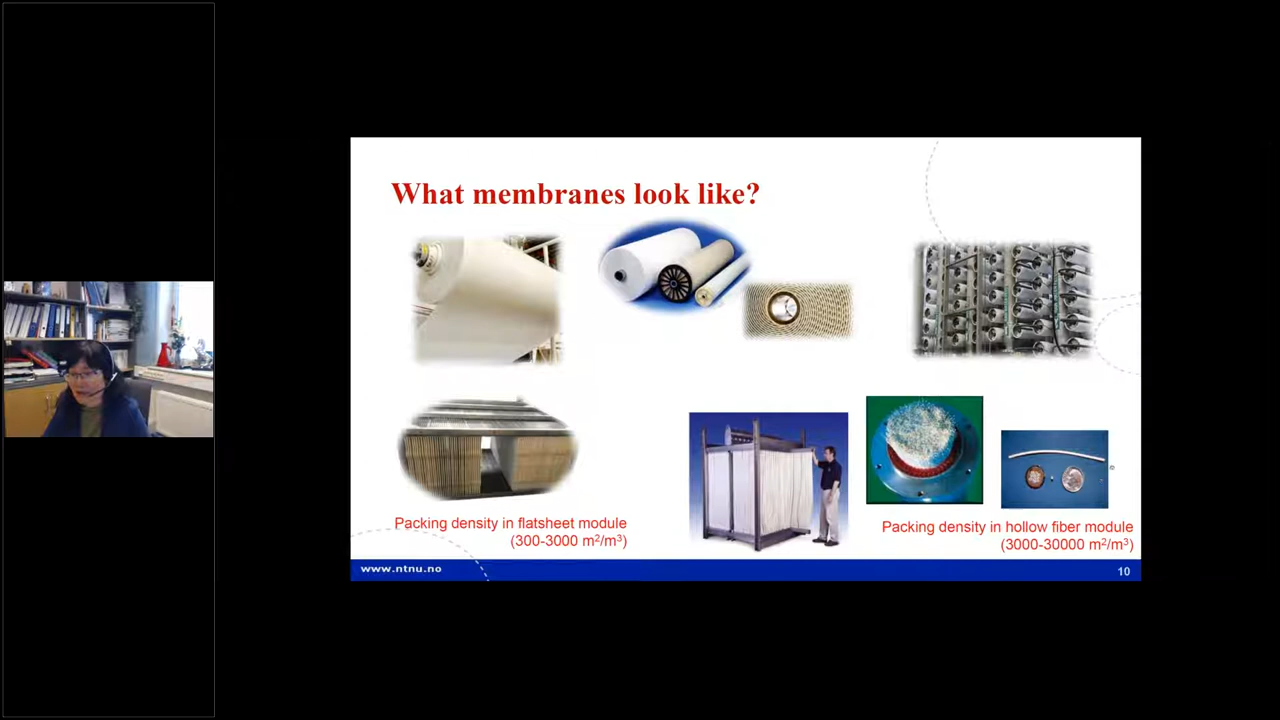 What membranes look like?
Packing density in flatsheet module
(300-3000 m²/m³)
Packing density in hollow fiber module
(3000-30000 m²/m³)
www.ntnu.no
10